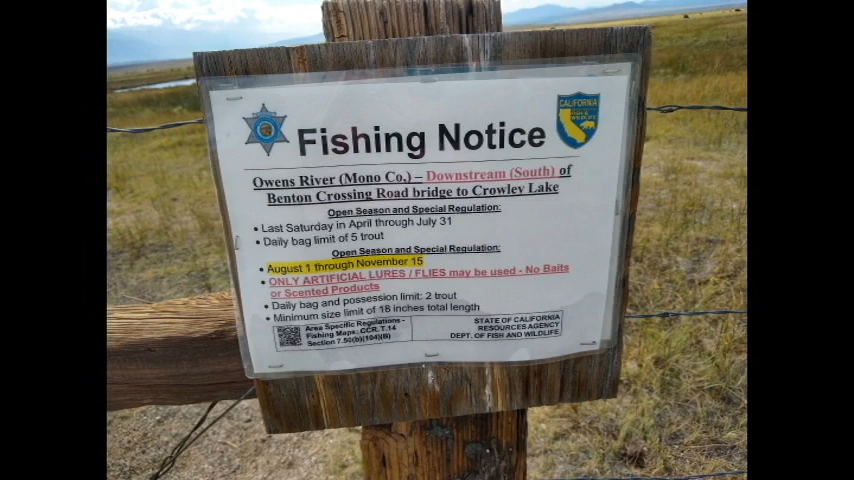 CALIFORNIA
FISH &
WILDLIFE
Fishing Notice
Owens River (Mono Co,) – Downstream (South) of
Benton Crossing Road bridge to Crowley Lake
Open Season and Special Regulation:
• Last Saturday in April through July 31
• Daily bag limit of 5 trout
Open Season and Special Regulation:
• August 1 through November 15
• ONLY ARTIFICIAL LURES / FLIES may be used - No Baits
or Scented Products
• Daily bag and possession limit: 2 trout
• Minimum size limit of 18 inches total length
Area Specific Regulations -
Fishing Maps: CCR, T.14
Section 7.50(b)(104)(B)
STATE OF CALIFORNIA
RESOURCES AGENCY
DEPT. OF FISH AND WILDLIFE